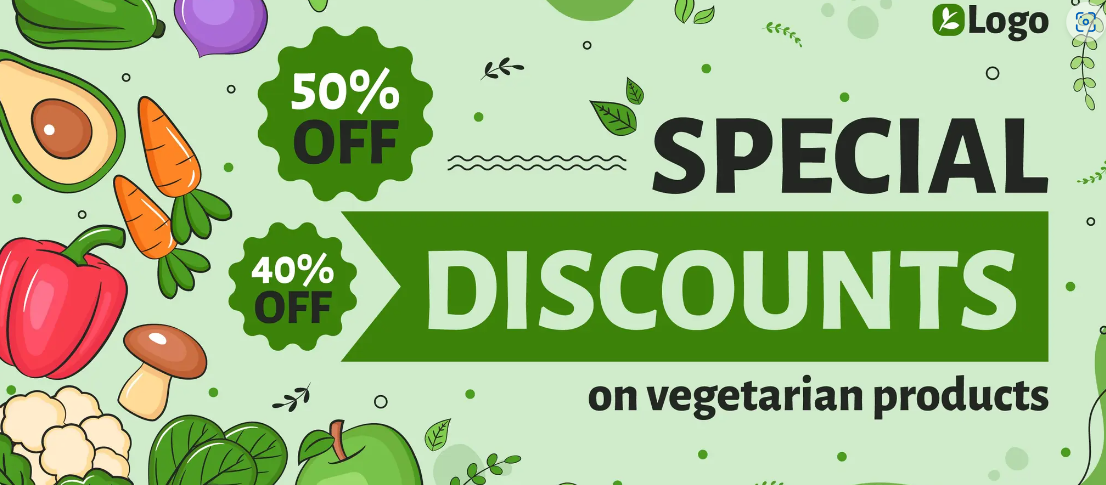 Logo
50%
OFF
SPECIAL
40%
OFF
DISCOUNTS
on vegetarian products